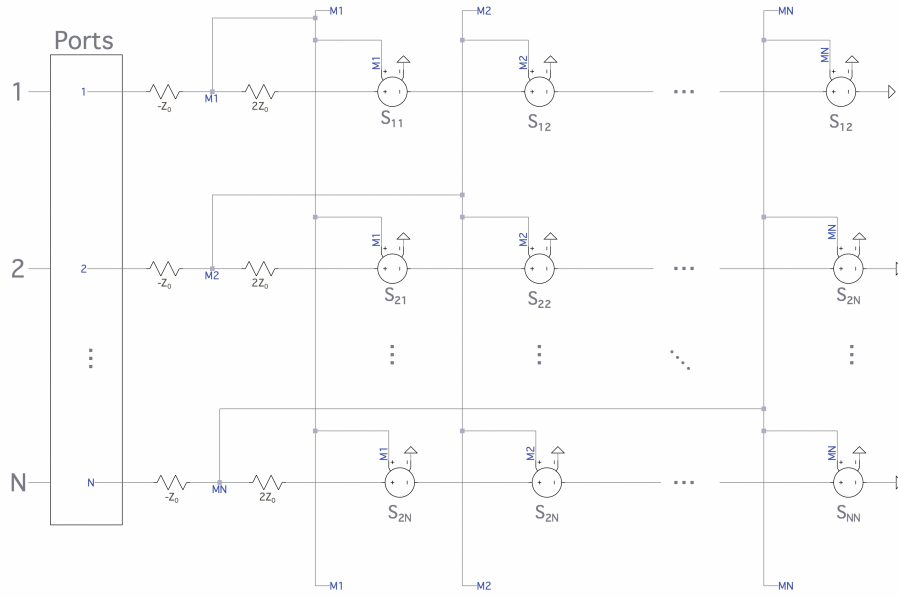 M1 M2 MN
Ports
M1 M2 MN
+ - + - + -
1 1 M1 + - + - ... + -
-Z0 2Z0 S11 S12 S12
M1 M2 MN
+ - + - + -
2 2 M2 + - + - ... + -
-Z0 2Z0 S21 S22 S2N
M1 M2 MN
+ - + - + -
N N MN + - + - ... + -
-Z0 2Z0 S2N S2N SNN
M1 M2 MN